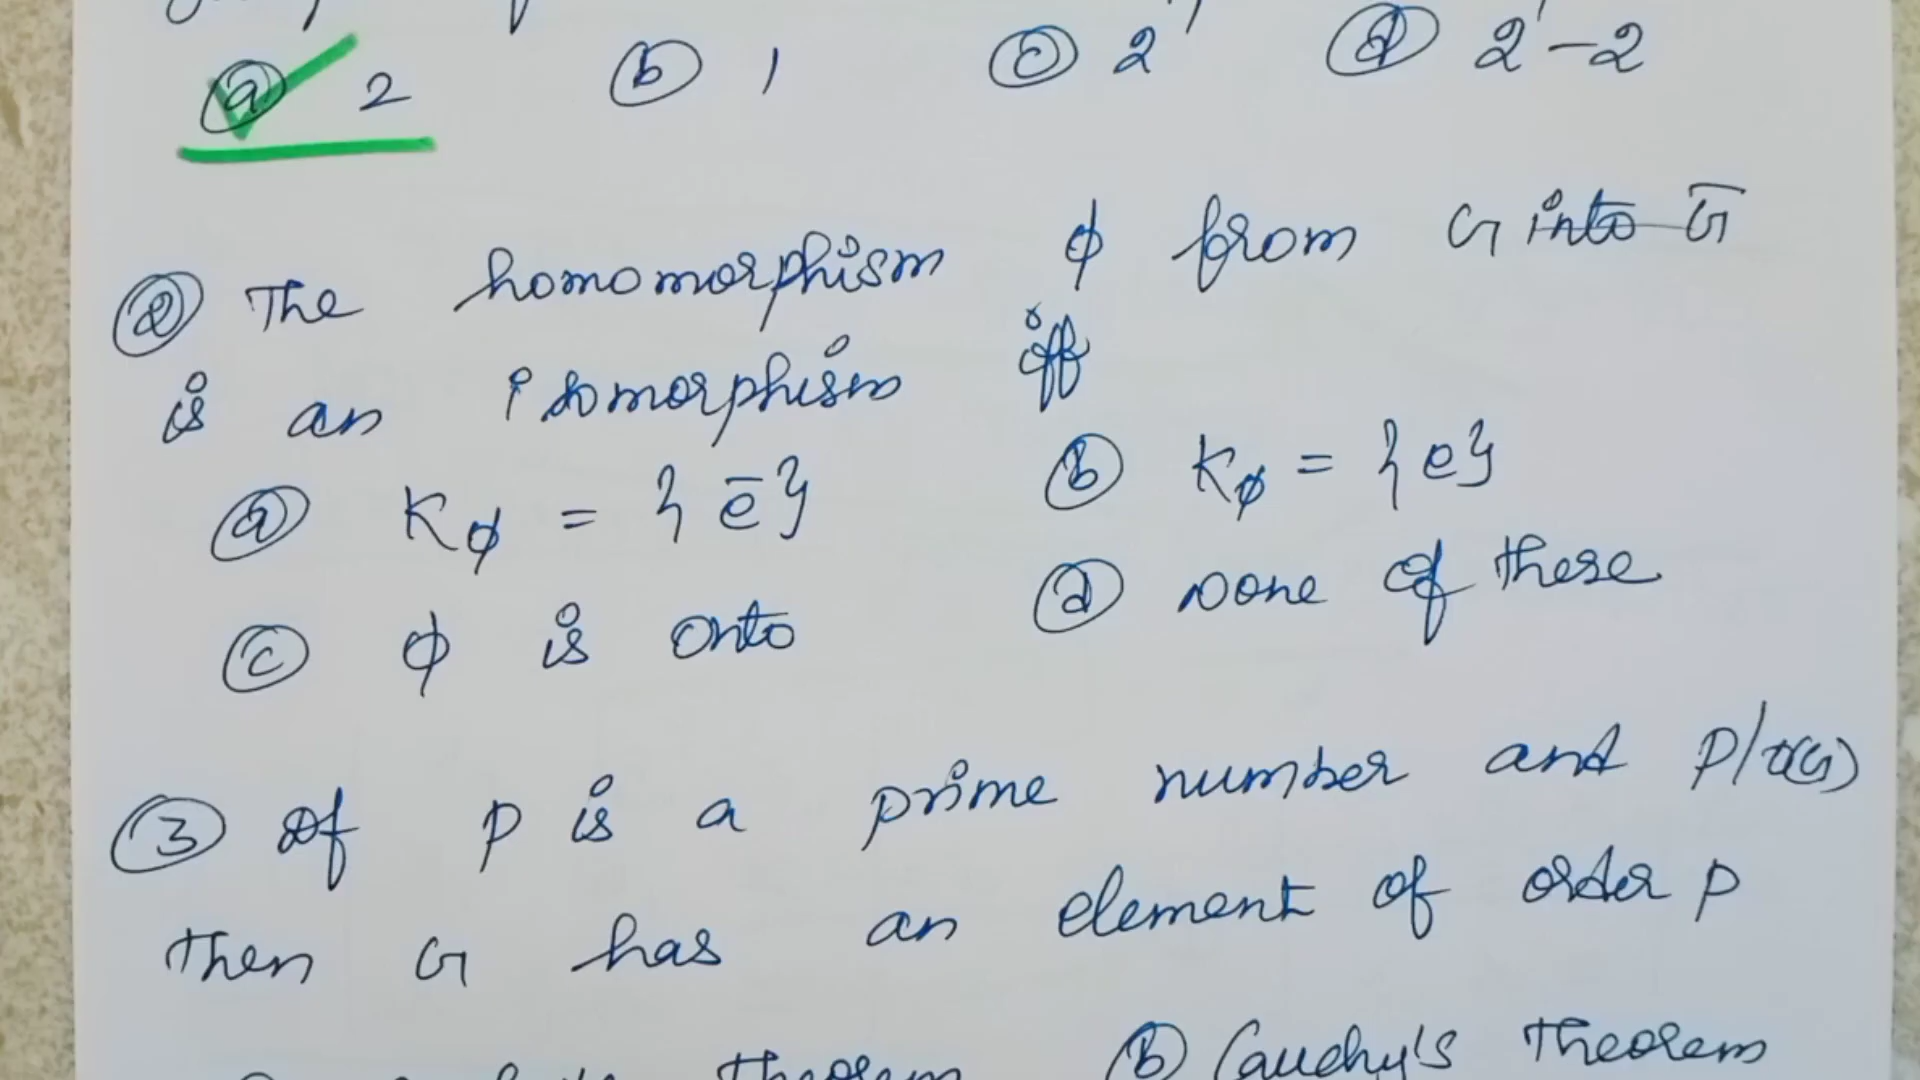 ⓐ 2 ⓑ 1 ⓒ 2 ⓓ 2 - 2
② The homomorphism ϕ from G into G̅
is an isomorphism iff
ⓐ Kϕ = {e̅} ⓑ Kϕ = {e}
ⓒ ϕ is onto ⓓ None of these
③ If P is a prime number and P/o(G)
then G has an element of order P
theorem ⓑ Cauchy's Theorem